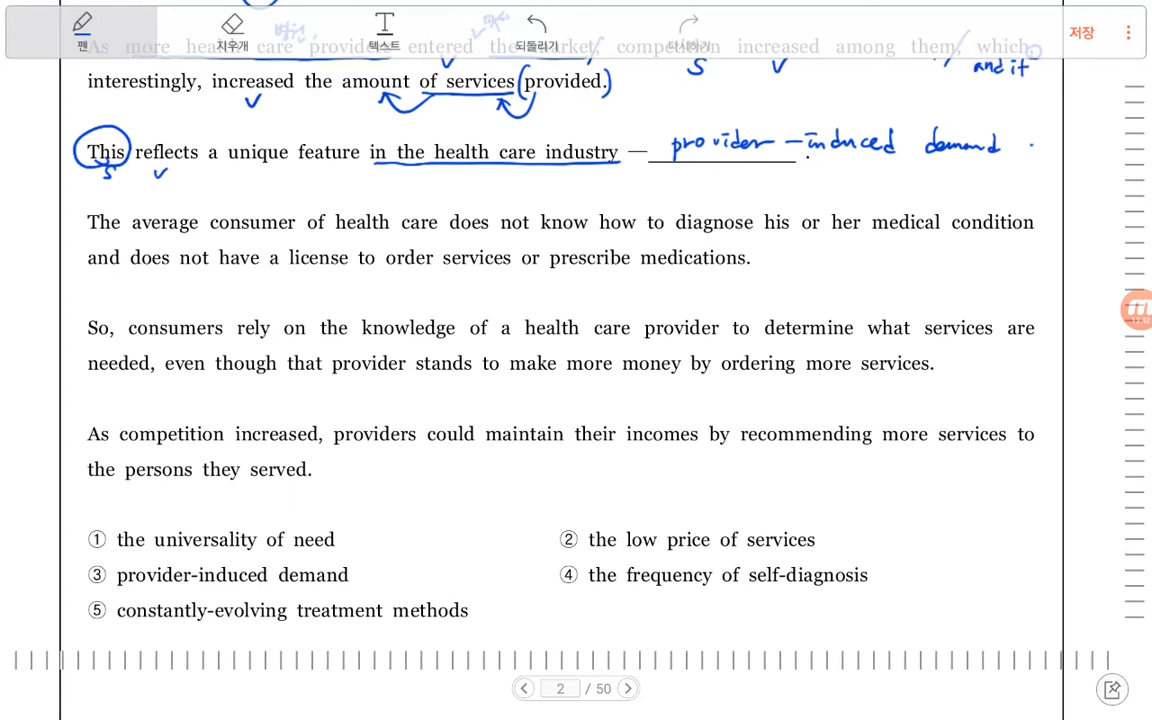 펜 지우개 텍스트 되돌리기 다시하기 저장
병원
As more health care providers entered the market, competition increased among them, which
V S V and it
interestingly, increased the amount of services (provided.)
V
This reflects a unique feature in the health care industry — provider-induced demand .
S V
The average consumer of health care does not know how to diagnose his or her medical condition
and does not have a license to order services or prescribe medications.
So, consumers rely on the knowledge of a health care provider to determine what services are
needed, even though that provider stands to make more money by ordering more services.
As competition increased, providers could maintain their incomes by recommending more services to
the persons they served.
① the universality of need ② the low price of services
③ provider-induced demand ④ the frequency of self-diagnosis
⑤ constantly-evolving treatment methods
2 / 50